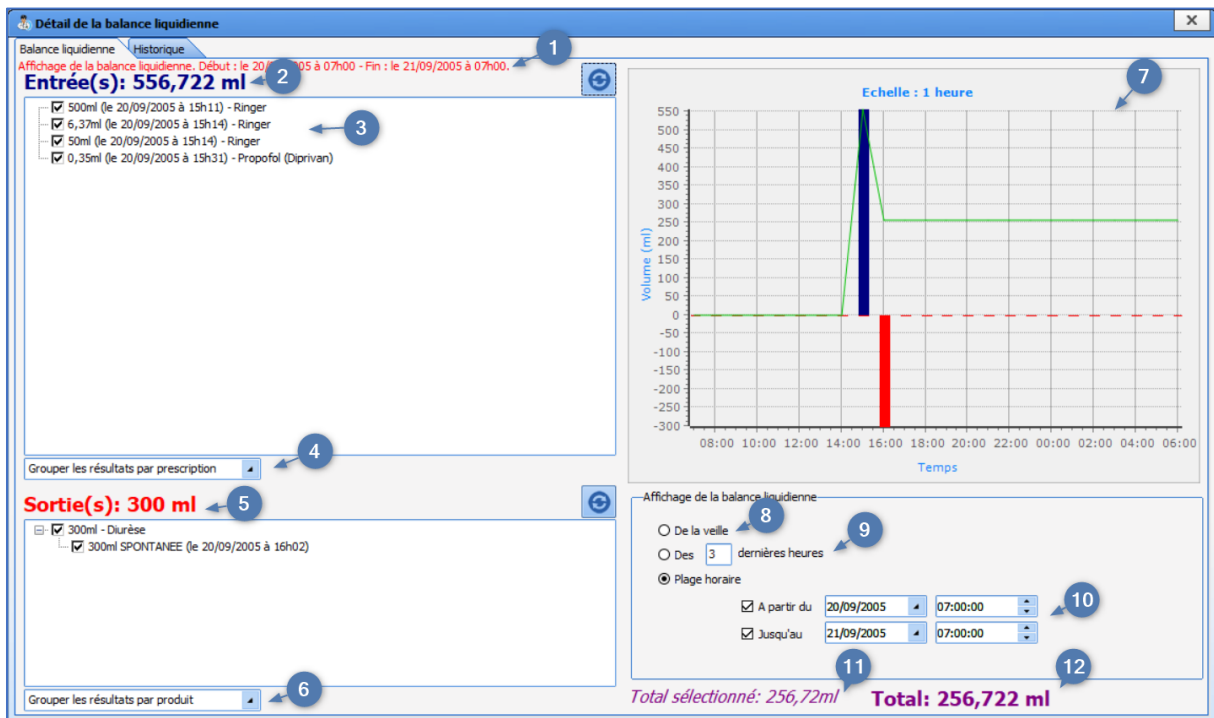 Détail de la balance liquidienne
Balance liquidienne Historique
1
Affichage de la balance liquidienne. Début : le 20/ /2005 à 07h00 - Fin : le 21/09/2005 à 07h00.
Entrée(s): 556,722 ml
2
500ml (le 20/09/2005 à 15h11) - Ringer
6,37ml (le 20/09/2005 à 15h14) - Ringer
3
50ml (le 20/09/2005 à 15h14) - Ringer
0,35ml (le 20/09/2005 à 15h31) - Propofol (Diprivan)
Grouper les résultats par prescription
4
Sortie(s): 300 ml
5
300ml - Diurèse
300ml SPONTANEE (le 20/09/2005 à 16h02)
Grouper les résultats par produit
6
7
Echelle : 1 heure
Volume (ml)
550
500
450
400
350
300
250
200
150
100
50
0
-50
-100
-150
-200
-250
-300
08:00 10:00 12:00 14:00 16:00 18:00 20:00 22:00 00:00 02:00 04:00 06:00
Temps
Affichage de la balance liquidienne
De la veille
8
Des 3 dernières heures
9
Plage horaire
A partir du 20/09/2005 07:00:00
10
Jusqu'au 21/09/2005 07:00:00
11
12
Total sélectionné: 256,72ml
Total: 256,722 ml